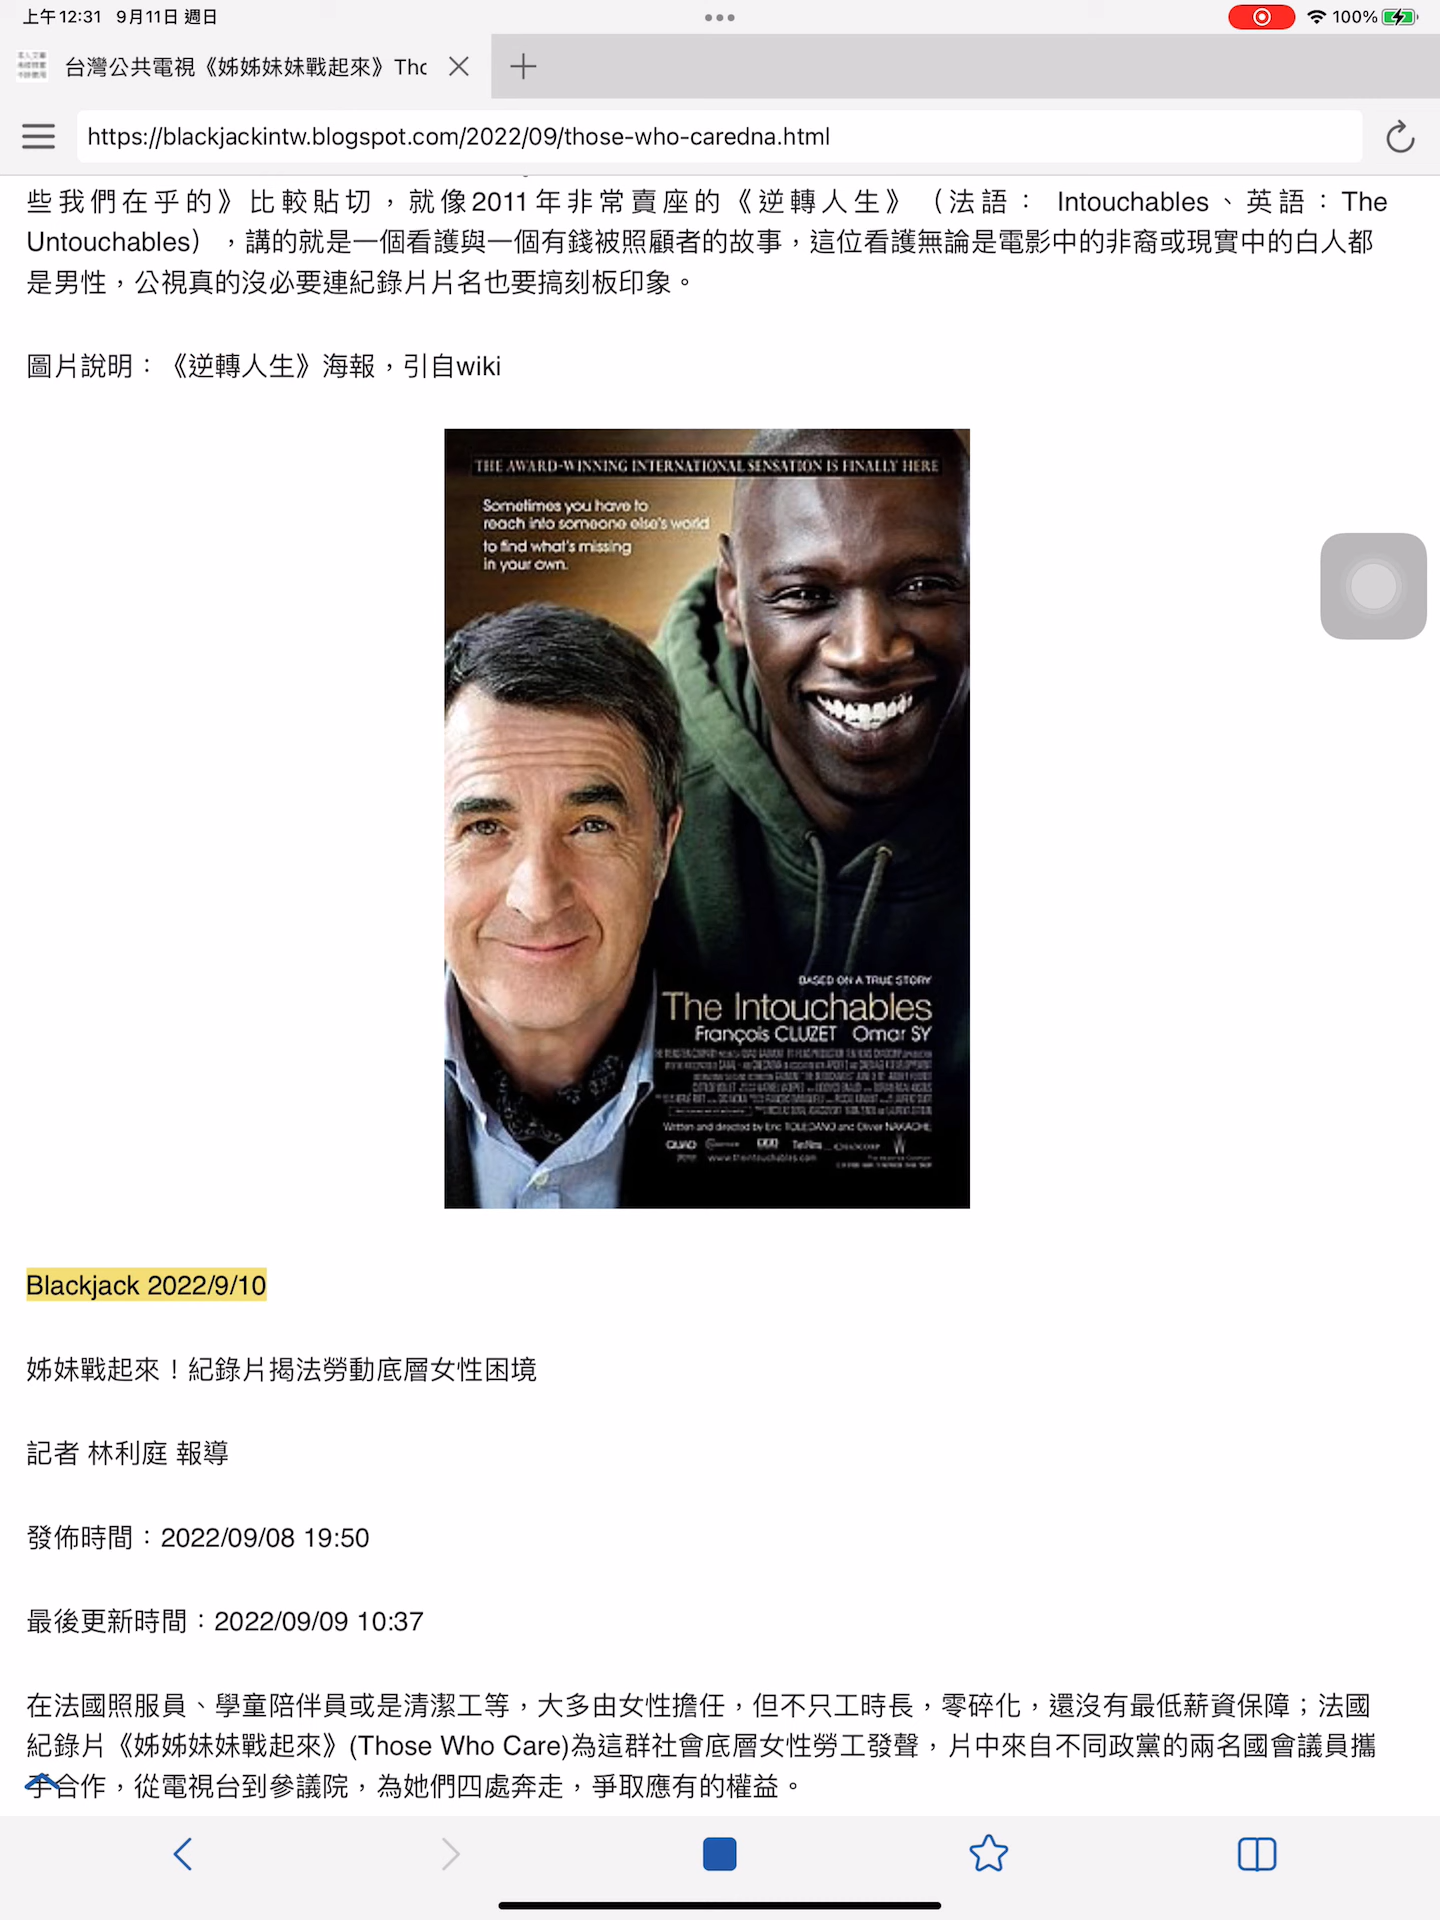 上午12:31 9月11日 週日
100%
台灣公共電視《姊姊妹妹戰起來》Tho
https://blackjackintw.blogspot.com/2022/09/those-who-caredna.html
些我們在乎的》比較貼切，就像2011年非常賣座的《逆轉人生》（法語： Intouchables、英語：The
Untouchables），講的就是一個看護與一個有錢被照顧者的故事，這位看護無論是電影中的非裔或現實中的白人都
是男性，公視真的沒必要連紀錄片片名也要搞刻板印象。
圖片說明：《逆轉人生》海報，引自wiki
THE AWARD-WINNING INTERNATIONAL SENSATION IS FINALLY HERE
Sometimes you have to
reach into someone else's world
to find what's missing
in your own.
BASED ON A TRUE STORY
The Intouchables
François CLUZET Omar SY
Written and directed by Eric TOLEDANO and Olivier NAKACHE
www.theintouchables.com
Blackjack 2022/9/10
姊妹戰起來！紀錄片揭法勞動底層女性困境
記者 林利庭 報導
發佈時間：2022/09/08 19:50
最後更新時間：2022/09/09 10:37
在法國照服員、學童陪伴員或是清潔工等，大多由女性擔任，但不只工時長，零碎化，還沒有最低薪資保障；法國
紀錄片《姊姊妹妹戰起來》(Those Who Care)為這群社會底層女性勞工發聲，片中來自不同政黨的兩名國會議員攜
手合作，從電視台到參議院，為她們四處奔走，爭取應有的權益。